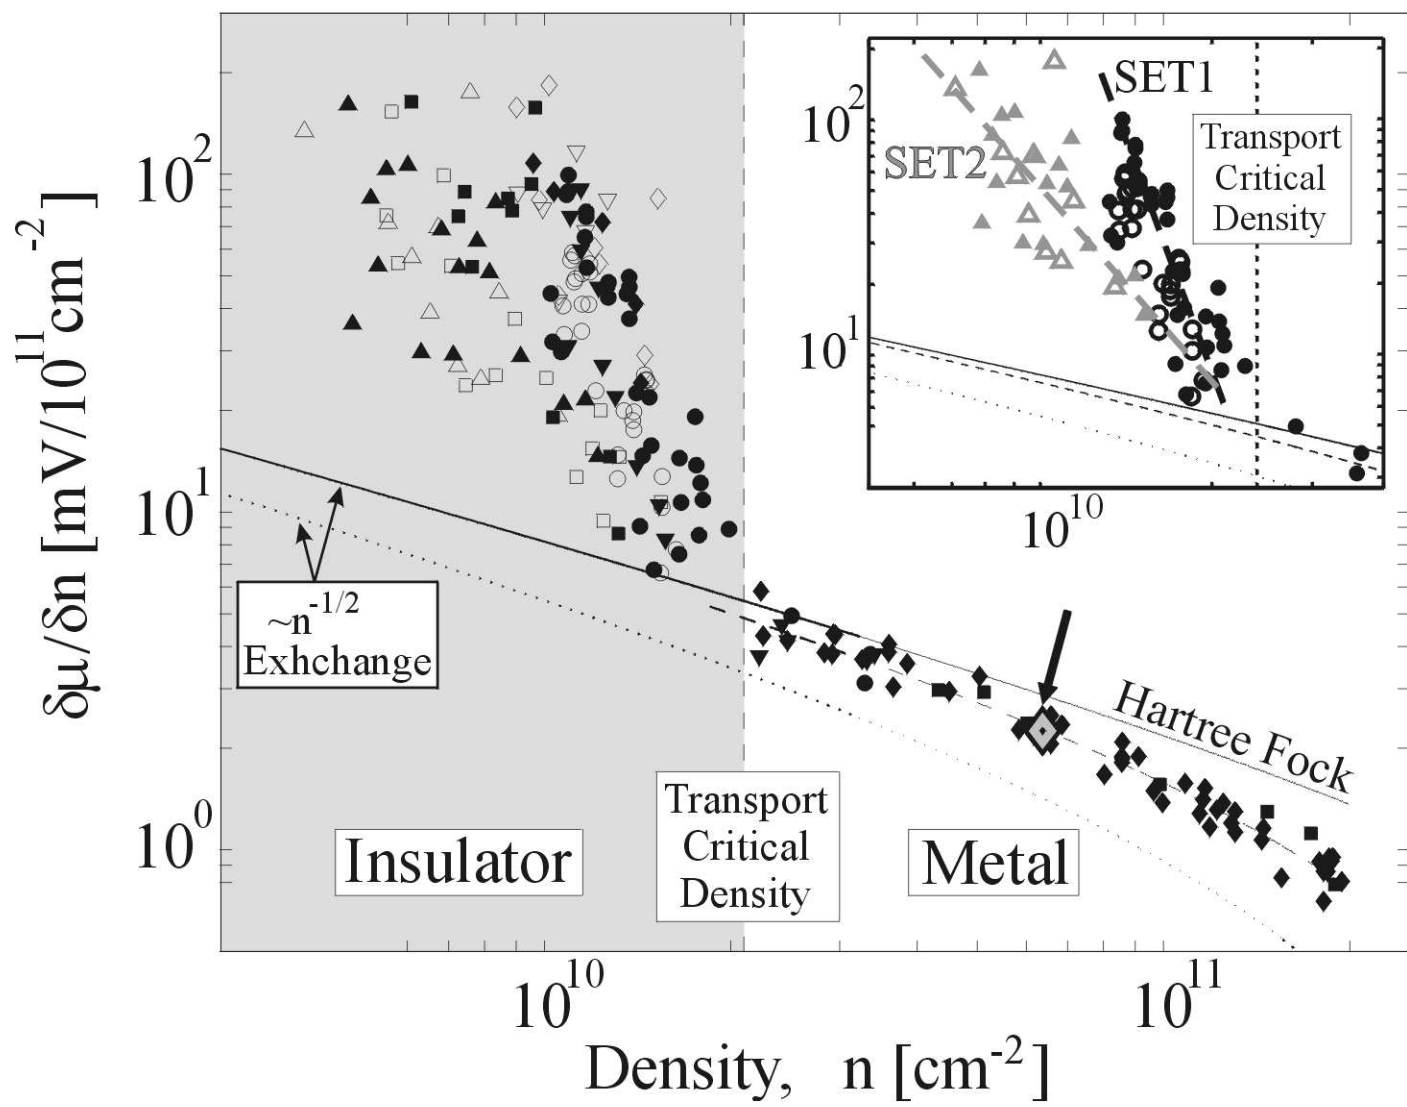 δμ/δn [mV/10^11 cm^-2]
10^2
10^1
10^0
SET1
SET2
Transport
Critical
Density
10^2
10^1
10^10
~n^-1/2
Exhchange
Hartree Fock
Insulator
Transport
Critical
Density
Metal
10^10
10^11
Density, n [cm^-2]